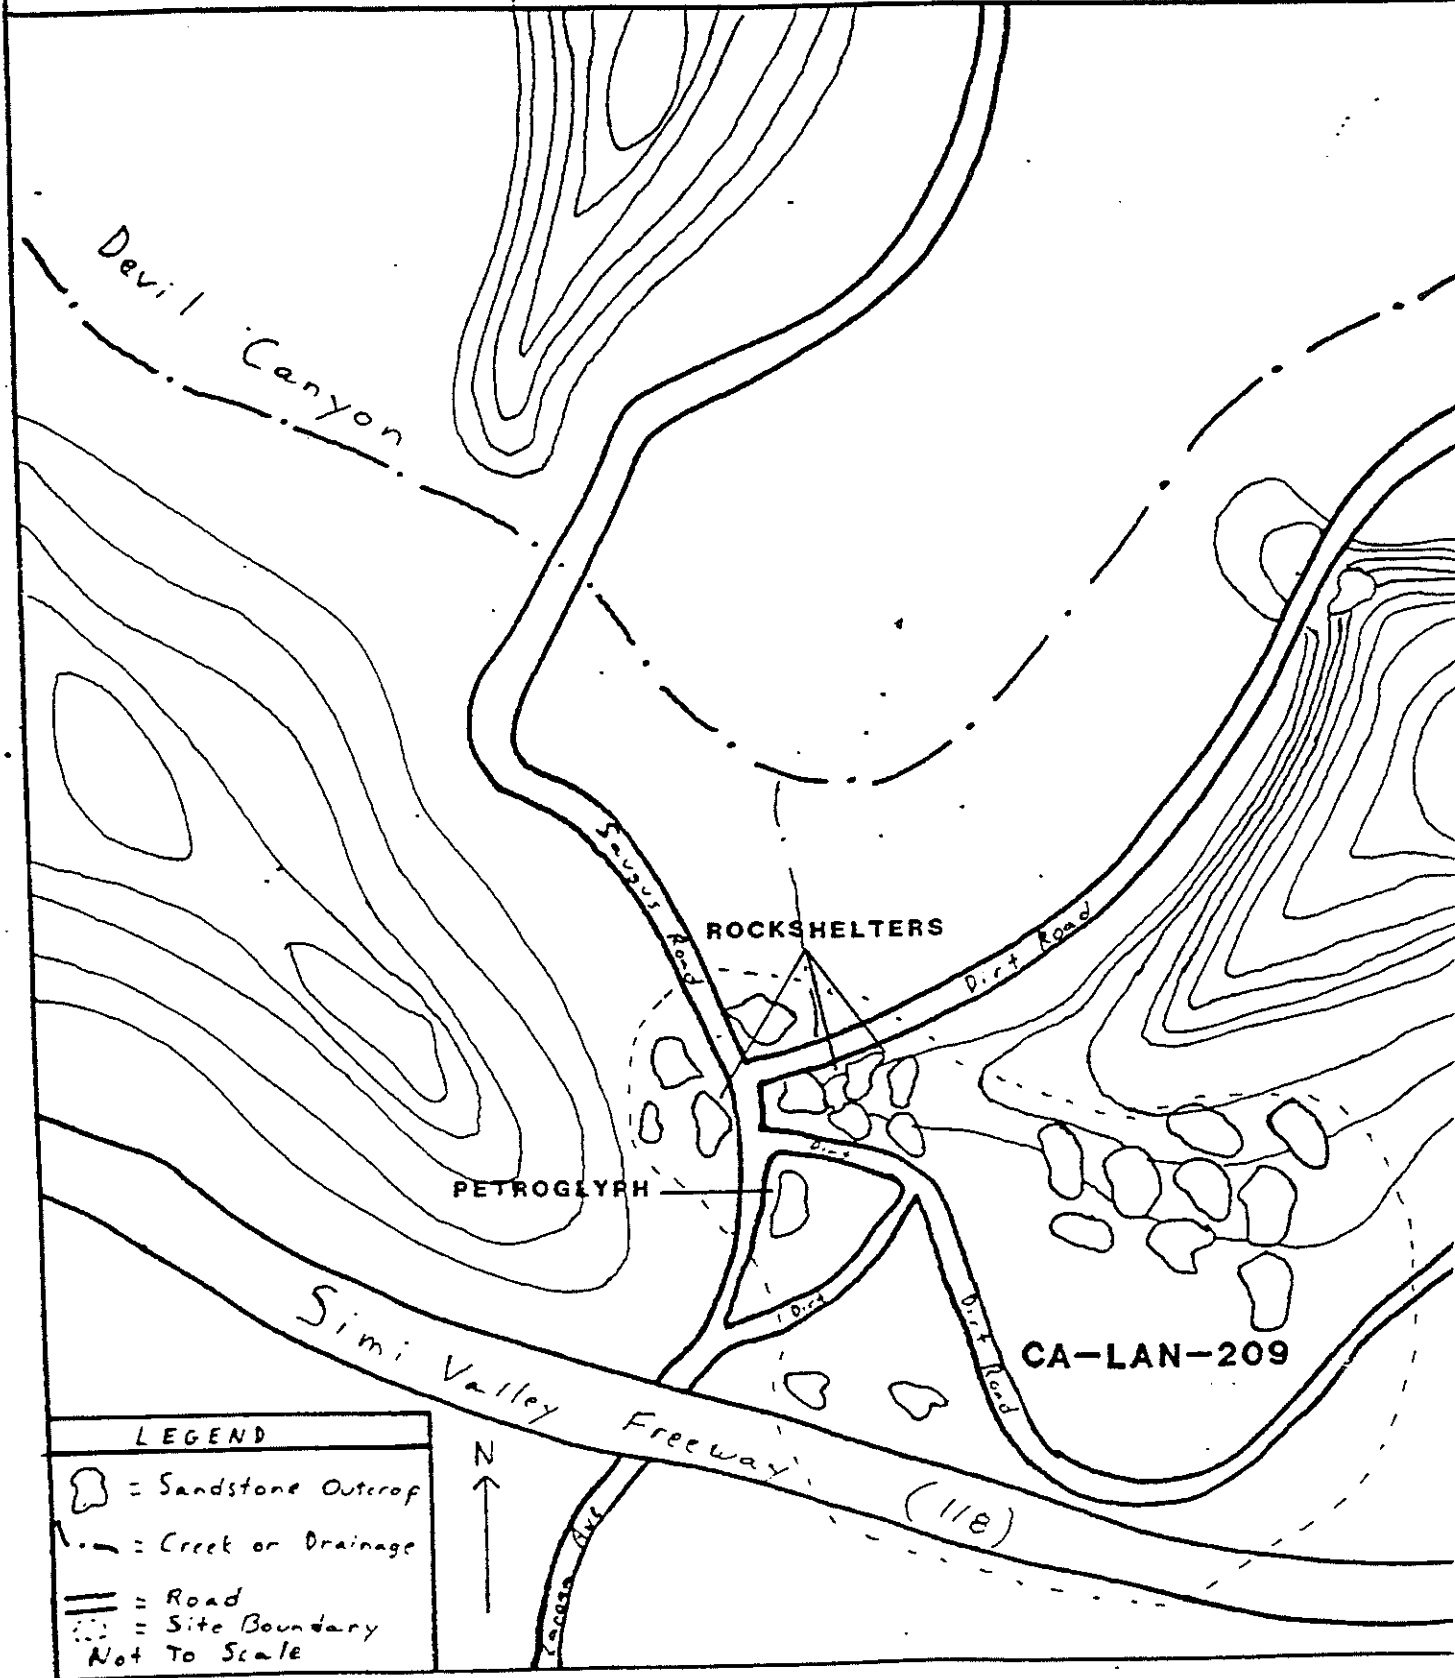 Devil Canyon
Saugus Road
ROCKSHELTERS
Dirt Road
Dirt
PETROGLYPH
Dirt
Dirt Road
CA-LAN-209
Simi Valley Freeway (118)
LEGEND
= Sandstone Outcrop
= Creek or Drainage
= Road
= Site Boundary
Not To Scale
N
Ave